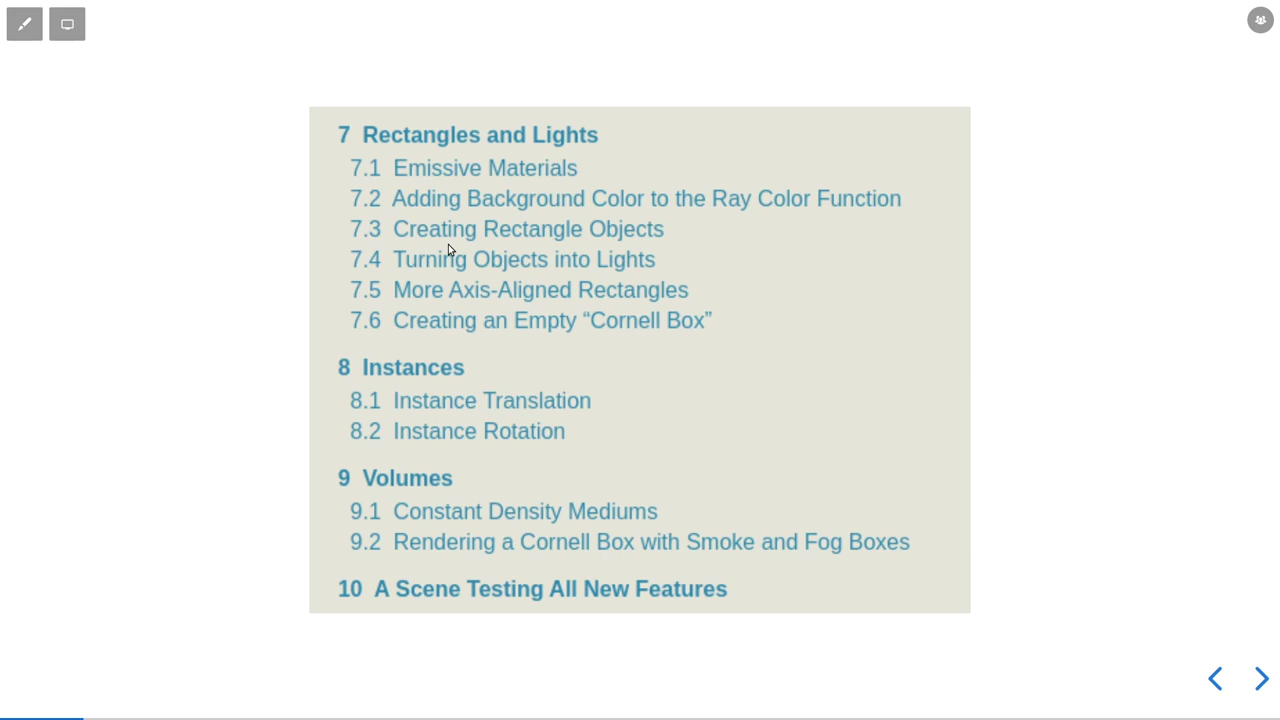 7 Rectangles and Lights
7.1 Emissive Materials
7.2 Adding Background Color to the Ray Color Function
7.3 Creating Rectangle Objects
7.4 Turning Objects into Lights
7.5 More Axis-Aligned Rectangles
7.6 Creating an Empty “Cornell Box”
8 Instances
8.1 Instance Translation
8.2 Instance Rotation
9 Volumes
9.1 Constant Density Mediums
9.2 Rendering a Cornell Box with Smoke and Fog Boxes
10 A Scene Testing All New Features